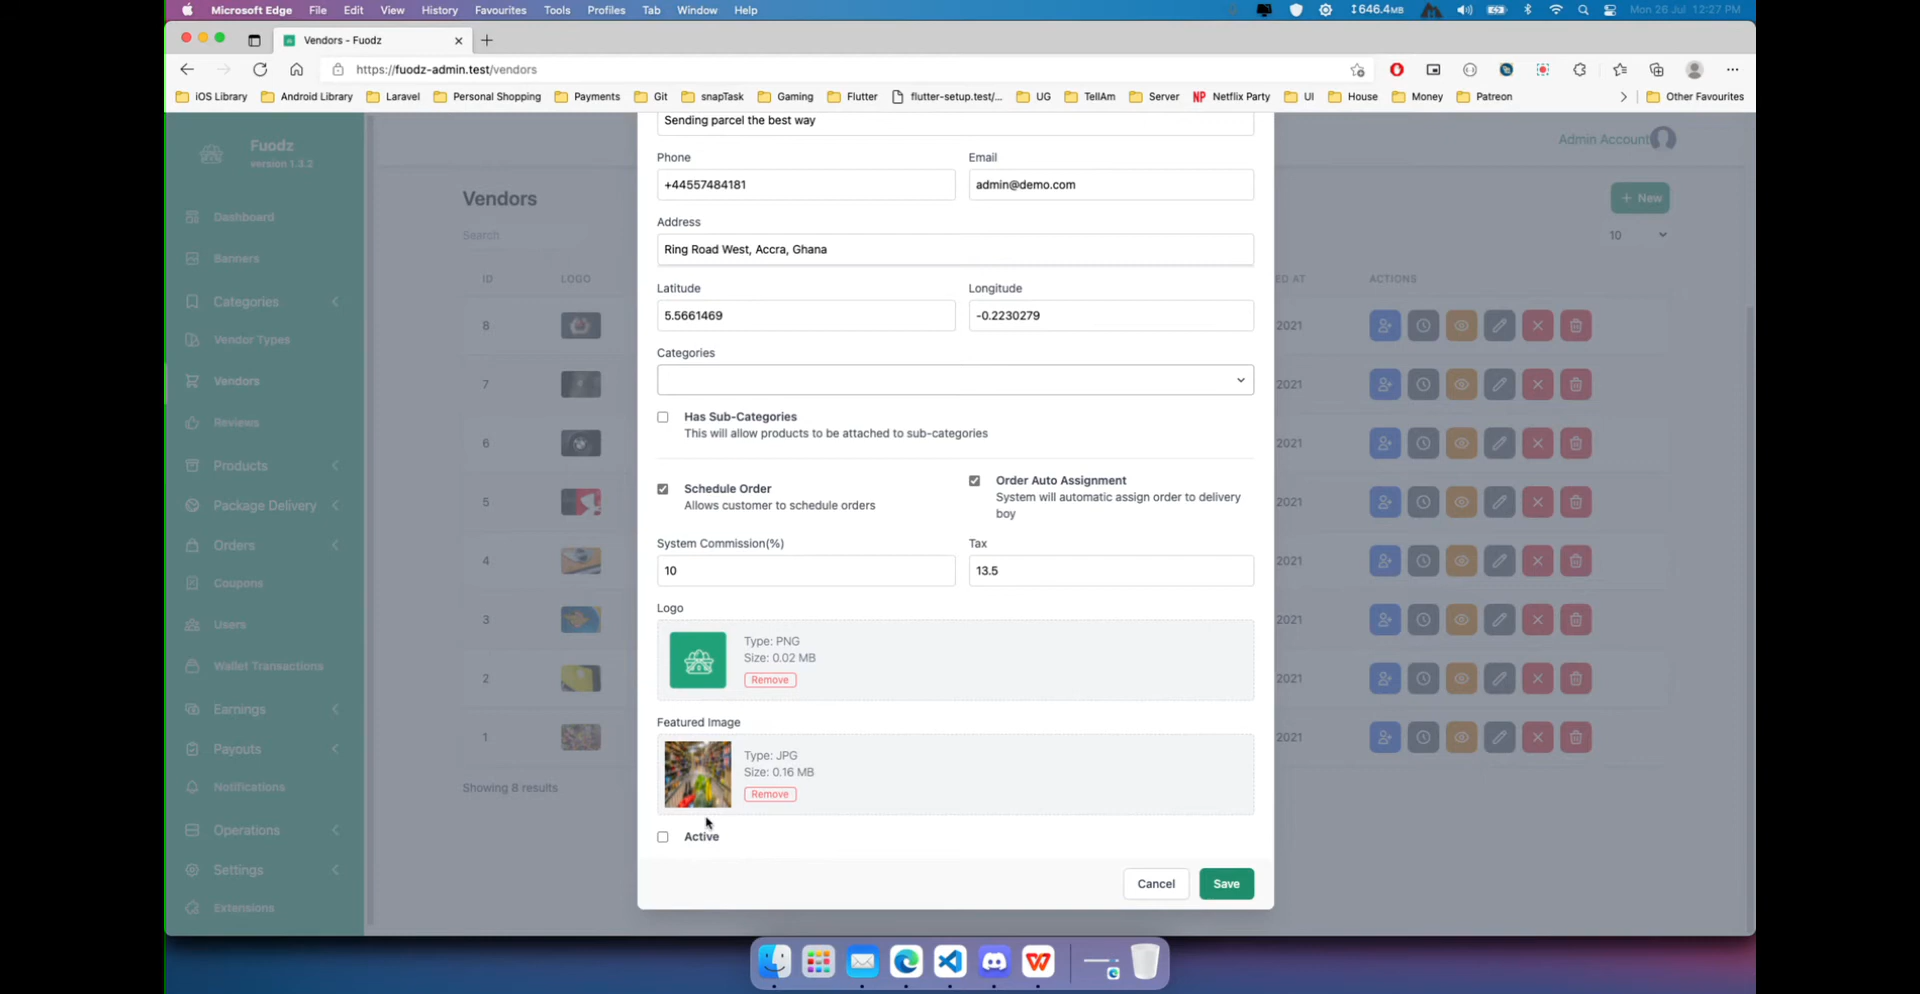 Microsoft Edge File Edit View History Favourites Tools Profiles Tab Window Help
646.4MB
Mon 26 Jul 12:27 PM
Vendors - Fuodz
https://fuodz-admin.test/vendors
iOS Library Android Library Laravel Personal Shopping Payments Git snapTask Gaming Flutter flutter-setup.test/... UG TellAm Server NP Netflix Party UI House Money Patreon Other Favourites
Fuodz
version 1.3.2
Dashboard
Banners
Categories
Vendor Types
Vendors
Reviews
Products
Package Delivery
Orders
Coupons
Users
Wallet Transactions
Earnings
Payouts
Notifications
Operations
Settings
Extensions
Admin Account
Vendors
+ New
Search
10
ID LOGO ED AT ACTIONS
8 2021
7 2021
6 2021
5 2021
4 2021
3 2021
2 2021
1 2021
Showing 8 results
Sending parcel the best way
Phone Email
+44557484181 admin@demo.com
Address
Ring Road West, Accra, Ghana
Latitude Longitude
5.5661469 -0.2230279
Categories
Has Sub-Categories
This will allow products to be attached to sub-categories
Schedule Order
Allows customer to schedule orders
Order Auto Assignment
System will automatic assign order to delivery
boy
System Commission(%) Tax
10 13.5
Logo
Type: PNG
Size: 0.02 MB
Remove
Featured Image
Type: JPG
Size: 0.16 MB
Remove
Active
Cancel Save